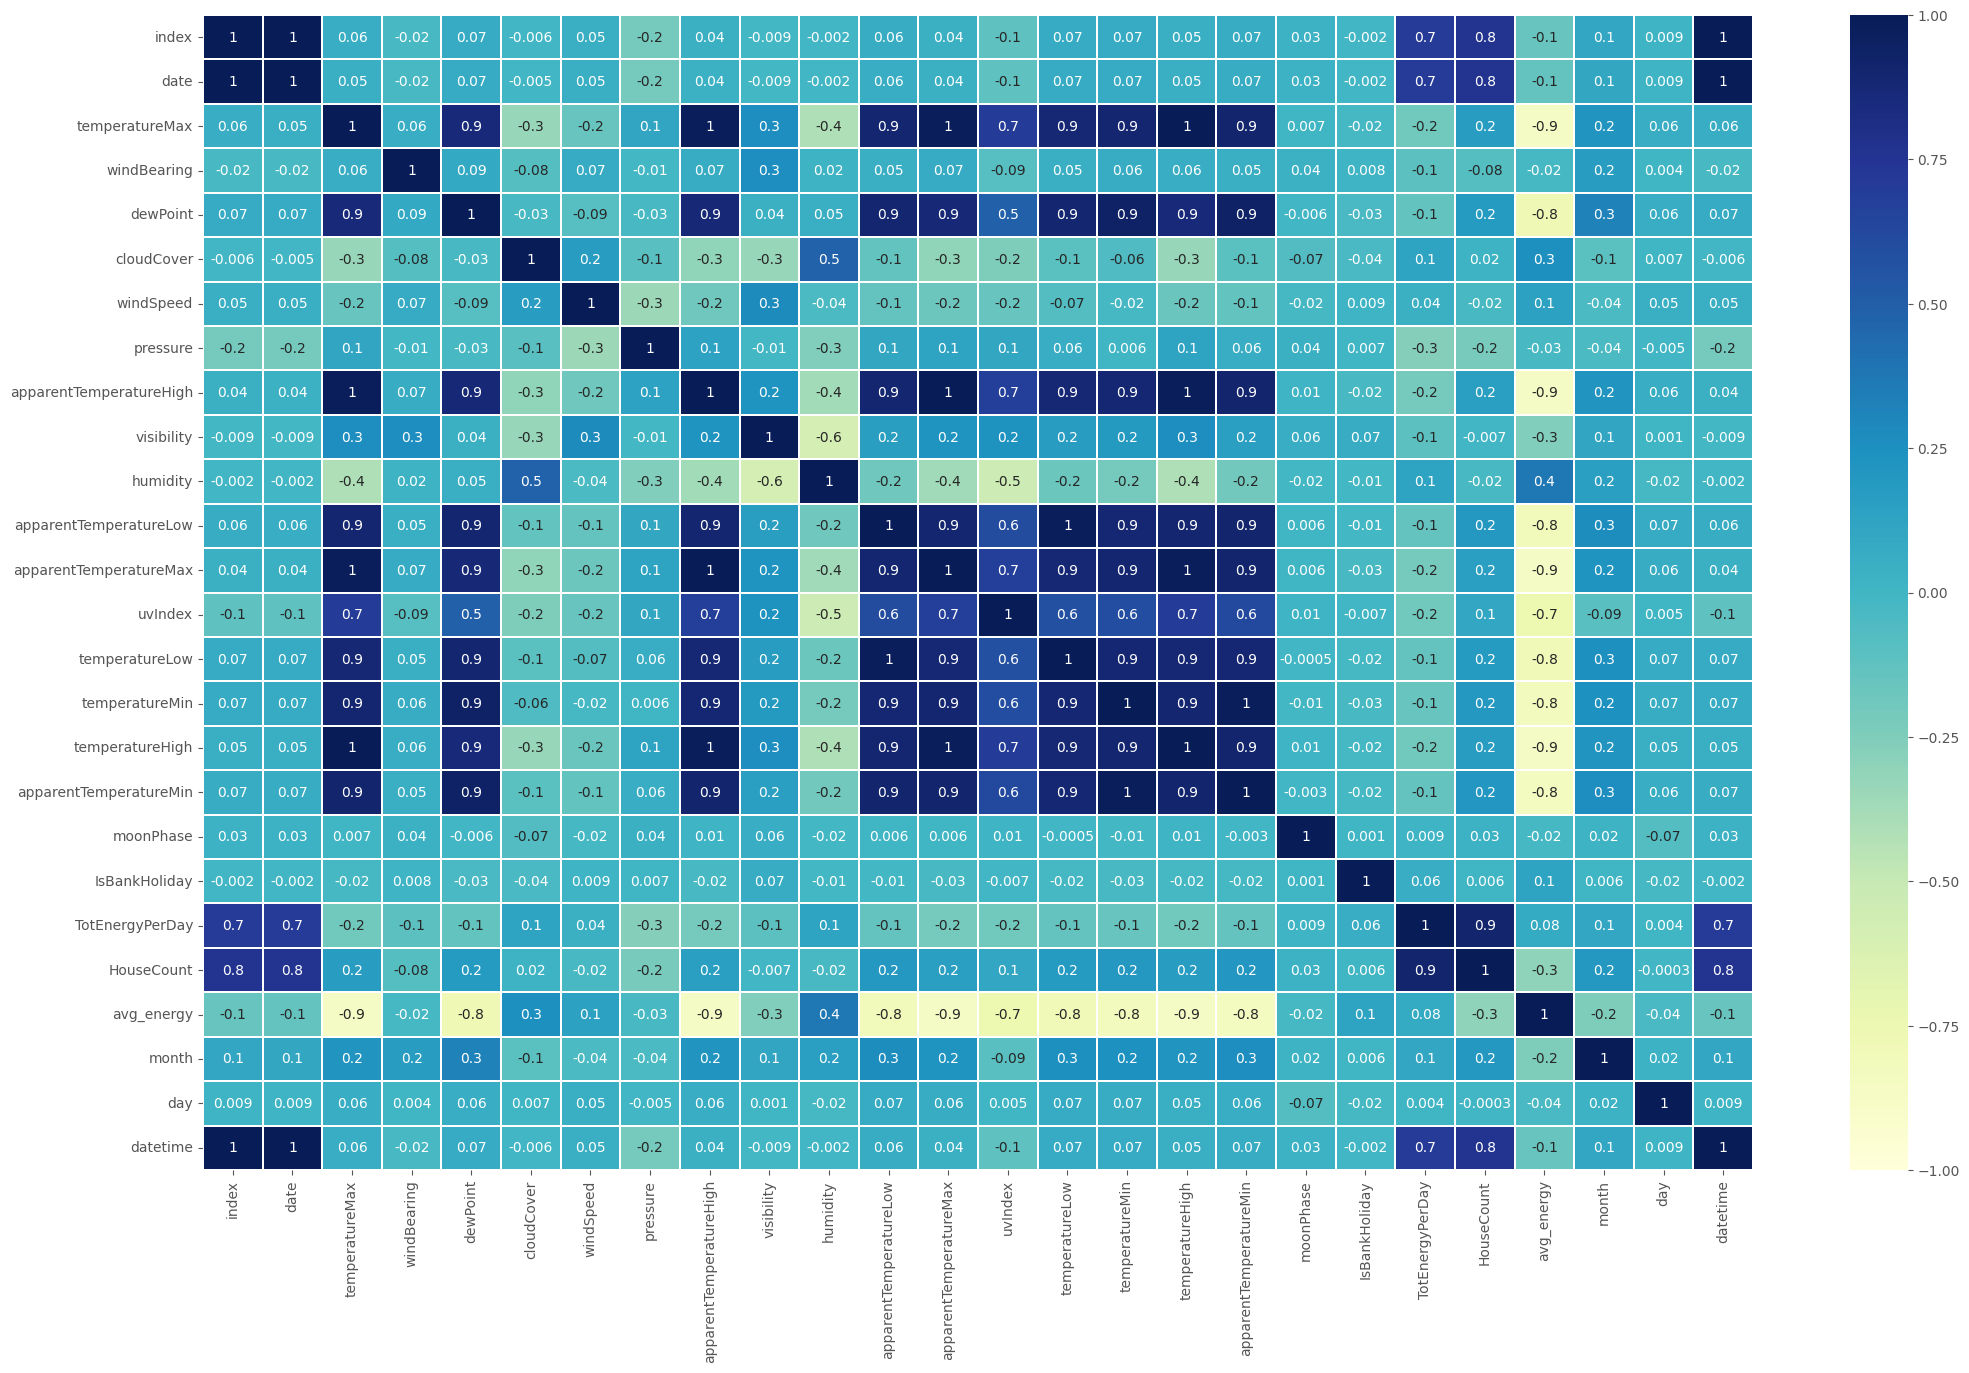 index 1 1 0.06 -0.02 0.07 -0.006 0.05 -0.2 0.04 -0.009 -0.002 0.06 0.04 -0.1 0.07 0.07 0.05 0.07 0.03 -0.002 0.7 0.8 -0.1 0.1 0.009 1
date 1 1 0.05 -0.02 0.07 -0.005 0.05 -0.2 0.04 -0.009 -0.002 0.06 0.04 -0.1 0.07 0.07 0.05 0.07 0.03 -0.002 0.7 0.8 -0.1 0.1 0.009 1
temperatureMax 0.06 0.05 1 0.06 0.9 -0.3 -0.2 0.1 1 0.3 -0.4 0.9 1 0.7 0.9 0.9 1 0.9 0.007 -0.02 -0.2 0.2 -0.9 0.2 0.06 0.06
windBearing -0.02 -0.02 0.06 1 0.09 -0.08 0.07 -0.01 0.07 0.3 0.02 0.05 0.07 -0.09 0.05 0.06 0.06 0.05 0.04 0.008 -0.1 -0.08 -0.02 0.2 0.004 -0.02
dewPoint 0.07 0.07 0.9 0.09 1 -0.03 -0.09 -0.03 0.9 0.04 0.05 0.9 0.9 0.5 0.9 0.9 0.9 0.9 -0.006 -0.03 -0.1 0.2 -0.8 0.3 0.06 0.07
cloudCover -0.006 -0.005 -0.3 -0.08 -0.03 1 0.2 -0.1 -0.3 -0.3 0.5 -0.1 -0.3 -0.2 -0.1 -0.06 -0.3 -0.1 -0.07 -0.04 0.1 0.02 0.3 -0.1 0.007 -0.006
windSpeed 0.05 0.05 -0.2 0.07 -0.09 0.2 1 -0.3 -0.2 0.3 -0.04 -0.1 -0.2 -0.2 -0.07 -0.02 -0.2 -0.1 -0.02 0.009 0.04 -0.02 0.1 -0.04 0.05 0.05
pressure -0.2 -0.2 0.1 -0.01 -0.03 -0.1 -0.3 1 0.1 -0.01 -0.3 0.1 0.1 0.1 0.06 0.006 0.1 0.06 0.04 0.007 -0.3 -0.2 -0.03 -0.04 -0.005 -0.2
apparentTemperatureHigh 0.04 0.04 1 0.07 0.9 -0.3 -0.2 0.1 1 0.2 -0.4 0.9 1 0.7 0.9 0.9 1 0.9 0.01 -0.02 -0.2 0.2 -0.9 0.2 0.06 0.04
visibility -0.009 -0.009 0.3 0.3 0.04 -0.3 0.3 -0.01 0.2 1 -0.6 0.2 0.2 0.2 0.2 0.2 0.3 0.2 0.06 0.07 -0.1 -0.007 -0.3 0.1 0.001 -0.009
humidity -0.002 -0.002 -0.4 0.02 0.05 0.5 -0.04 -0.3 -0.4 -0.6 1 -0.2 -0.4 -0.5 -0.2 -0.2 -0.4 -0.2 -0.02 -0.01 0.1 -0.02 0.4 0.2 -0.02 -0.002
apparentTemperatureLow 0.06 0.06 0.9 0.05 0.9 -0.1 -0.1 0.1 0.9 0.2 -0.2 1 0.9 0.6 1 0.9 0.9 0.9 0.006 -0.01 -0.1 0.2 -0.8 0.3 0.07 0.06
apparentTemperatureMax 0.04 0.04 1 0.07 0.9 -0.3 -0.2 0.1 1 0.2 -0.4 0.9 1 0.7 0.9 0.9 1 0.9 0.006 -0.03 -0.2 0.2 -0.9 0.2 0.06 0.04
uvIndex -0.1 -0.1 0.7 -0.09 0.5 -0.2 -0.2 0.1 0.7 0.2 -0.5 0.6 0.7 1 0.6 0.6 0.7 0.6 0.01 -0.007 -0.2 0.1 -0.7 -0.09 0.005 -0.1
temperatureLow 0.07 0.07 0.9 0.05 0.9 -0.1 -0.07 0.06 0.9 0.2 -0.2 1 0.9 0.6 1 0.9 0.9 0.9 -0.0005 -0.02 -0.1 0.2 -0.8 0.3 0.07 0.07
temperatureMin 0.07 0.07 0.9 0.06 0.9 -0.06 -0.02 0.006 0.9 0.2 -0.2 0.9 0.9 0.6 0.9 1 0.9 1 -0.01 -0.03 -0.1 0.2 -0.8 0.2 0.07 0.07
temperatureHigh 0.05 0.05 1 0.06 0.9 -0.3 -0.2 0.1 1 0.3 -0.4 0.9 1 0.7 0.9 0.9 1 0.9 0.01 -0.02 -0.2 0.2 -0.9 0.2 0.05 0.05
apparentTemperatureMin 0.07 0.07 0.9 0.05 0.9 -0.1 -0.1 0.06 0.9 0.2 -0.2 0.9 0.9 0.6 0.9 1 0.9 1 -0.003 -0.02 -0.1 0.2 -0.8 0.3 0.06 0.07
moonPhase 0.03 0.03 0.007 0.04 -0.006 -0.07 -0.02 0.04 0.01 0.06 -0.02 0.006 0.006 0.01 -0.0005 -0.01 0.01 -0.003 1 0.001 0.009 0.03 -0.02 0.02 -0.07 0.03
IsBankHoliday -0.002 -0.002 -0.02 0.008 -0.03 -0.04 0.009 0.007 -0.02 0.07 -0.01 -0.01 -0.03 -0.007 -0.02 -0.03 -0.02 -0.02 0.001 1 0.06 0.006 0.1 0.006 -0.02 -0.002
TotEnergyPerDay 0.7 0.7 -0.2 -0.1 -0.1 0.1 0.04 -0.3 -0.2 -0.1 0.1 -0.1 -0.2 -0.2 -0.1 -0.1 -0.2 -0.1 0.009 0.06 1 0.9 0.08 0.1 0.004 0.7
HouseCount 0.8 0.8 0.2 -0.08 0.2 0.02 -0.02 -0.2 0.2 -0.007 -0.02 0.2 0.2 0.1 0.2 0.2 0.2 0.2 0.03 0.006 0.9 1 -0.3 0.2 -0.0003 0.8
avg_energy -0.1 -0.1 -0.9 -0.02 -0.8 0.3 0.1 -0.03 -0.9 -0.3 0.4 -0.8 -0.9 -0.7 -0.8 -0.8 -0.9 -0.8 -0.02 0.1 0.08 -0.3 1 -0.2 -0.04 -0.1
month 0.1 0.1 0.2 0.2 0.3 -0.1 -0.04 -0.04 0.2 0.1 0.2 0.3 0.2 -0.09 0.3 0.2 0.2 0.3 0.02 0.006 0.1 0.2 -0.2 1 0.02 0.1
day 0.009 0.009 0.06 0.004 0.06 0.007 0.05 -0.005 0.06 0.001 -0.02 0.07 0.06 0.005 0.07 0.07 0.05 0.06 -0.07 -0.02 0.004 -0.0003 -0.04 0.02 1 0.009
datetime 1 1 0.06 -0.02 0.07 -0.006 0.05 -0.2 0.04 -0.009 -0.002 0.06 0.04 -0.1 0.07 0.07 0.05 0.07 0.03 -0.002 0.7 0.8 -0.1 0.1 0.009 1
index
date
temperatureMax
windBearing
dewPoint
cloudCover
windSpeed
pressure
apparentTemperatureHigh
visibility
humidity
apparentTemperatureLow
apparentTemperatureMax
uvIndex
temperatureLow
temperatureMin
temperatureHigh
apparentTemperatureMin
moonPhase
IsBankHoliday
TotEnergyPerDay
HouseCount
avg_energy
month
day
datetime
1.00
0.75
0.50
0.25
0.00
−0.25
−0.50
−0.75
−1.00